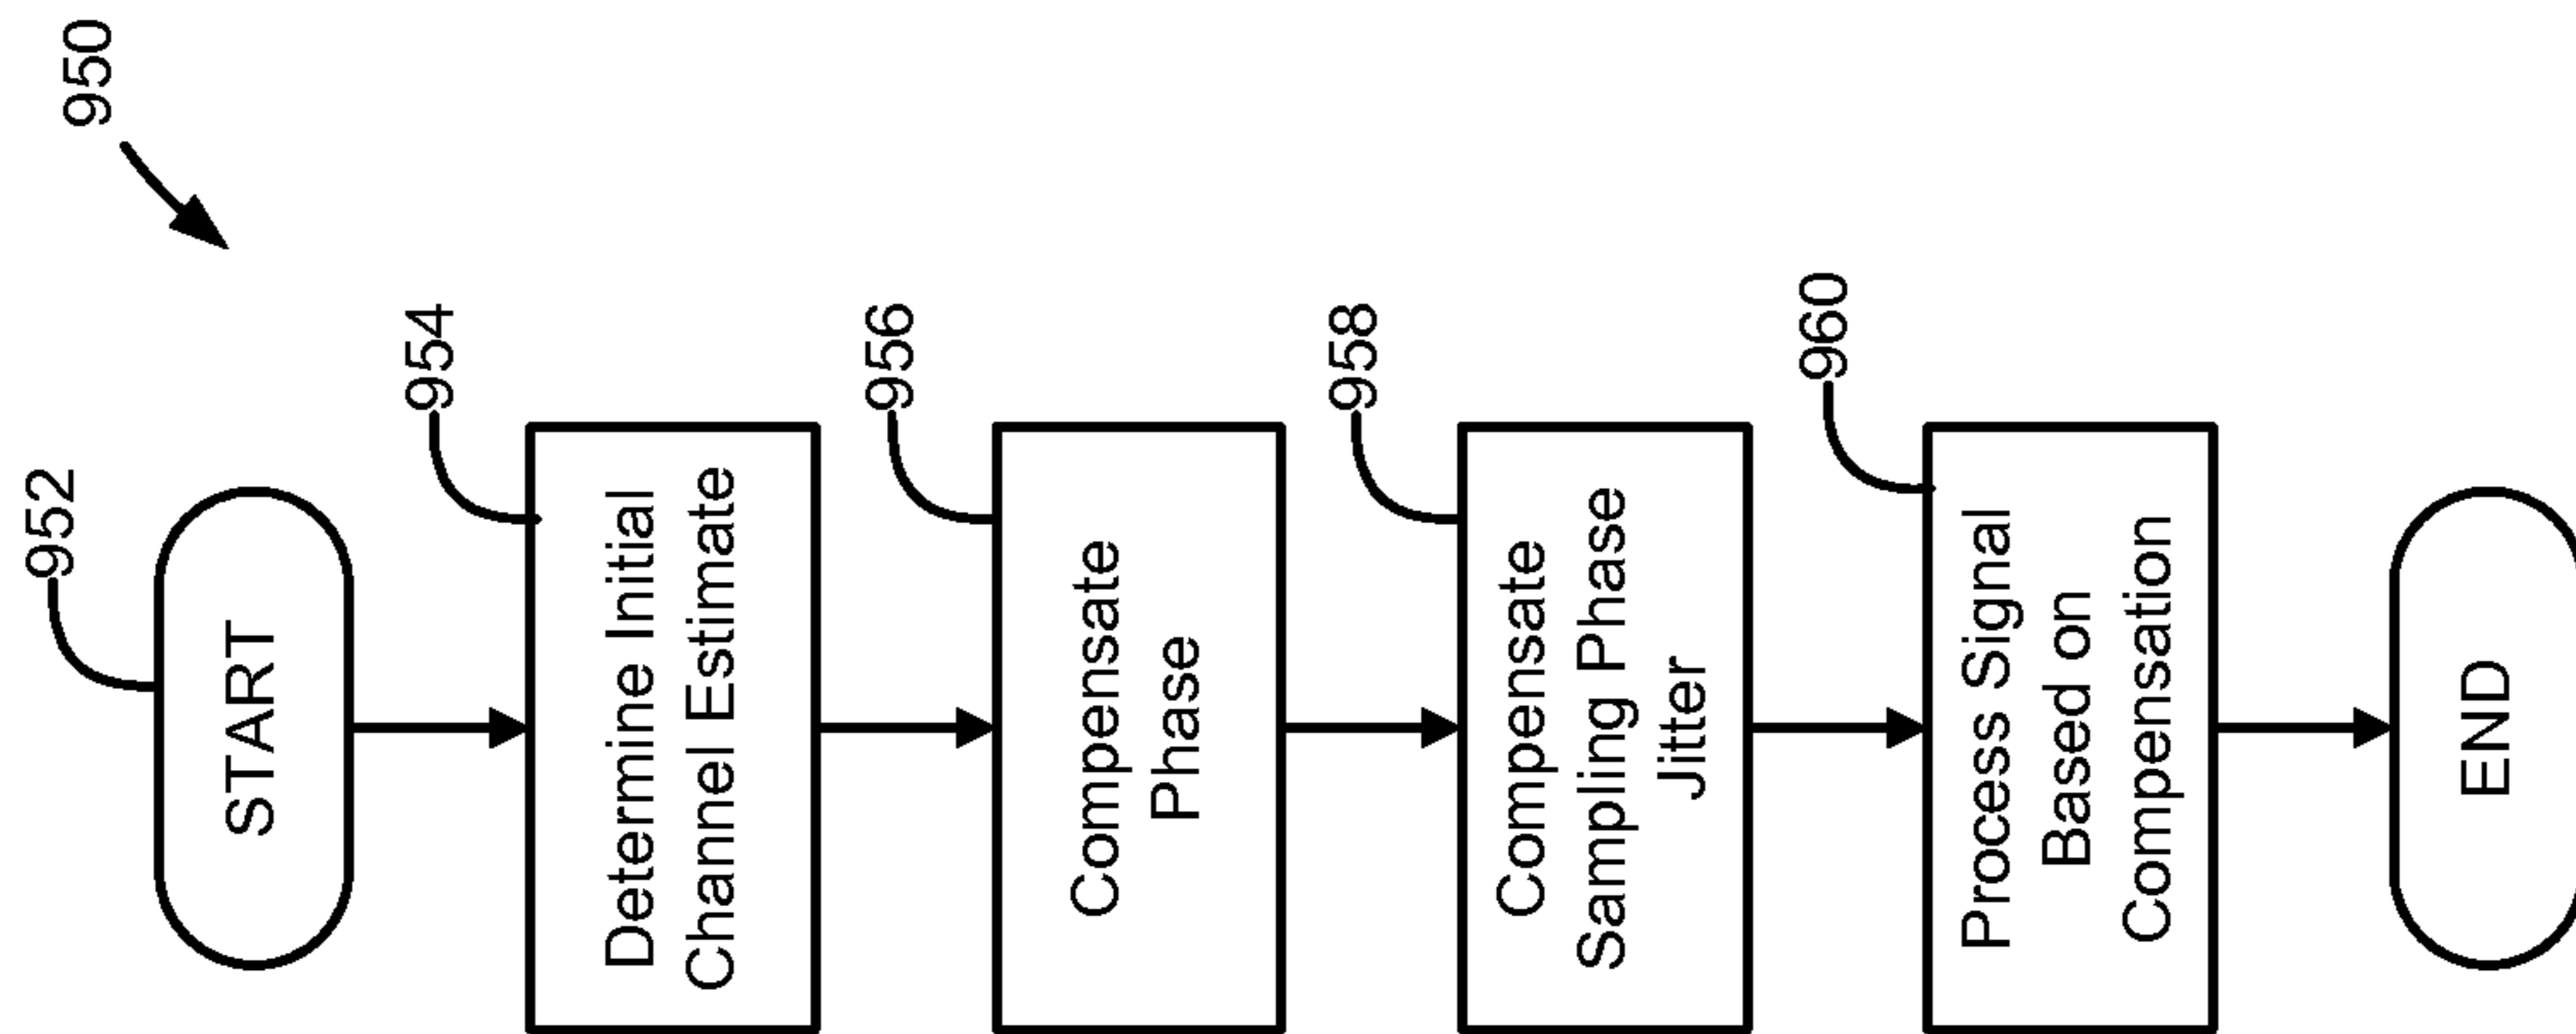 950
952
START
954
Determine Initial
Channel Estimate
956
Compensate
Phase
958
Compensate
Sampling Phase
Jitter
960
Process Signal
Based on
Compensation
END